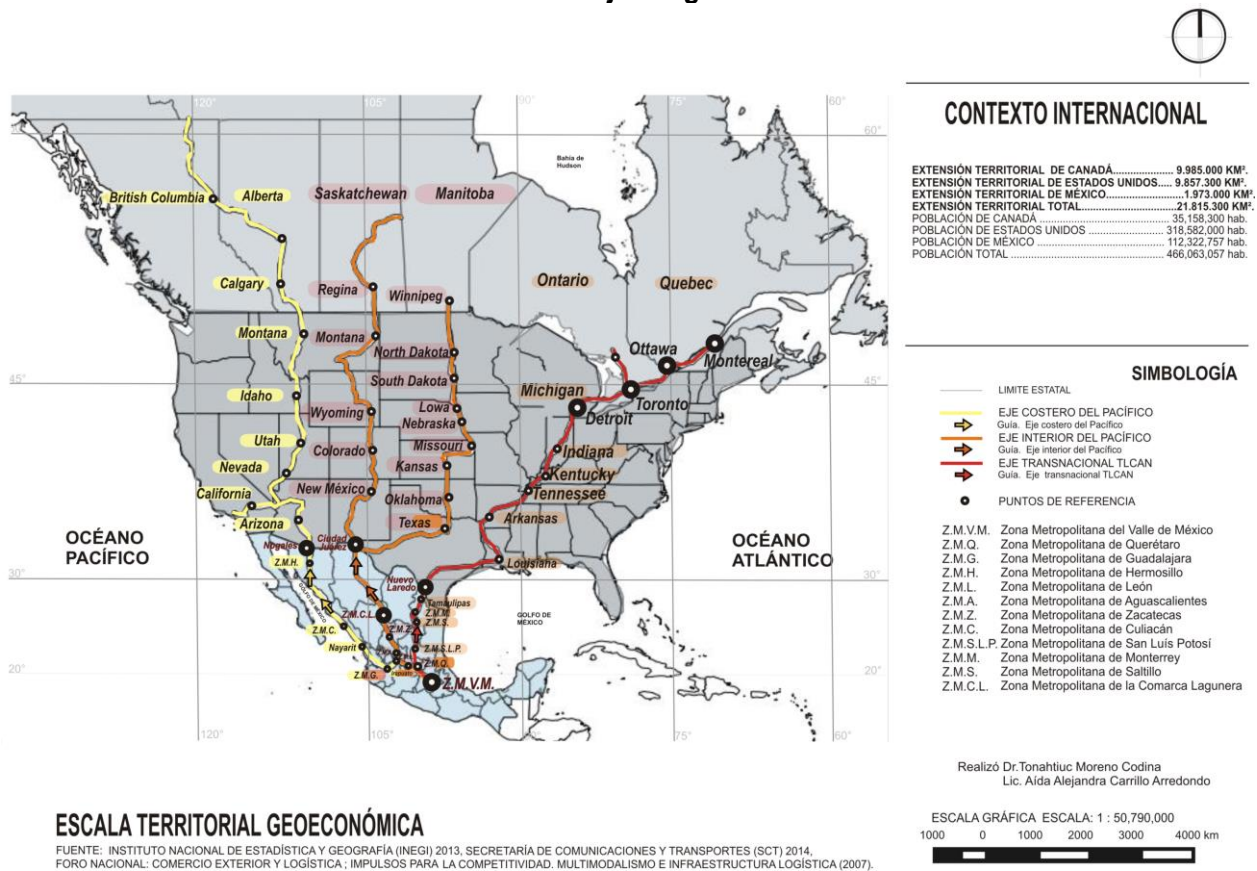 CONTEXTO INTERNACIONAL
EXTENSIÓN TERRITORIAL DE CANADÁ................... 9.985.000 KM².
EXTENSIÓN TERRITORIAL DE ESTADOS UNIDOS..... 9.857.300 KM².
EXTENSIÓN TERRITORIAL DE MÉXICO.......................1.973.000 KM².
EXTENSIÓN TERRITORIAL TOTAL............................21.815.300 KM².
POBLACIÓN DE CANADÁ ........................................ 35,158,300 hab.
POBLACIÓN DE ESTADOS UNIDOS ........................ 318,582,000 hab.
POBLACIÓN DE MÉXICO ....................................... 112,322,757 hab.
POBLACIÓN TOTAL ............................................... 466,063,057 hab.
120° 105° 90° 75° 60°
60° 60°
Bahía de
Hudson
British Columbia
Alberta
Saskatchewan
Manitoba
Ontario
Quebec
Calgary
Regina
Winnipeg
Montana
Montana
North Dakota
Ottawa
Montereal
45° 45°
South Dakota
Michigan
Toronto
Idaho
Wyoming
Lowa
Detroit
Nebraska
Utah
Colorado
Missouri
Indiana
Nevada
Kansas
Kentucky
New México
Oklahoma
Tennessee
California
Arizona
Texas
Arkansas
OCÉANO
PACÍFICO
OCÉANO
ATLÁNTICO
Nogales
Ciudad
Juárez
Louisiana
Z.M.H.
30° 30°
Nuevo
Laredo
GOLFO DE MÉXICO
Tamaulipas
Z.M.C.L.
Z.M.M.
Z.M.S.
GOLFO DE
MÉXICO
Z.M.C.
Z.M.Z.
Nayarit
Z.M.S.L.P.
Z.M.G.
Z.M.Q.
20° 20°
Z.M.V.M.
120° 105° 90° 75° 60°
SIMBOLOGÍA
LIMITE ESTATAL
EJE COSTERO DEL PACÍFICO
Guía. Eje costero del Pacífico
EJE INTERIOR DEL PACÍFICO
Guía. Eje interior del Pacífico
EJE TRANSNACIONAL TLCAN
Guía. Eje transnacional TLCAN
PUNTOS DE REFERENCIA
Z.M.V.M. Zona Metropolitana del Valle de México
Z.M.Q. Zona Metropolitana de Querétaro
Z.M.G. Zona Metropolitana de Guadalajara
Z.M.H. Zona Metropolitana de Hermosillo
Z.M.L. Zona Metropolitana de León
Z.M.A. Zona Metropolitana de Aguascalientes
Z.M.Z. Zona Metropolitana de Zacatecas
Z.M.C. Zona Metropolitana de Culiacán
Z.M.S.L.P. Zona Metropolitana de San Luís Potosí
Z.M.M. Zona Metropolitana de Monterrey
Z.M.S. Zona Metropolitana de Saltillo
Z.M.C.L. Zona Metropolitana de la Comarca Lagunera
Realizó Dr.Tonahtiuc Moreno Codina
Lic. Aída Alejandra Carrillo Arredondo
ESCALA GRÁFICA ESCALA: 1 : 50,790,000
1000 0 1000 2000 3000 4000 km
ESCALA TERRITORIAL GEOECONÓMICA
FUENTE: INSTITUTO NACIONAL DE ESTADÍSTICA Y GEOGRAFÍA (INEGI) 2013, SECRETARÍA DE COMUNICACIONES Y TRANSPORTES (SCT) 2014,
FORO NACIONAL: COMERCIO EXTERIOR Y LOGÍSTICA ; IMPULSOS PARA LA COMPETITIVIDAD. MULTIMODALISMO E INFRAESTRUCTURA LOGÍSTICA (2007).